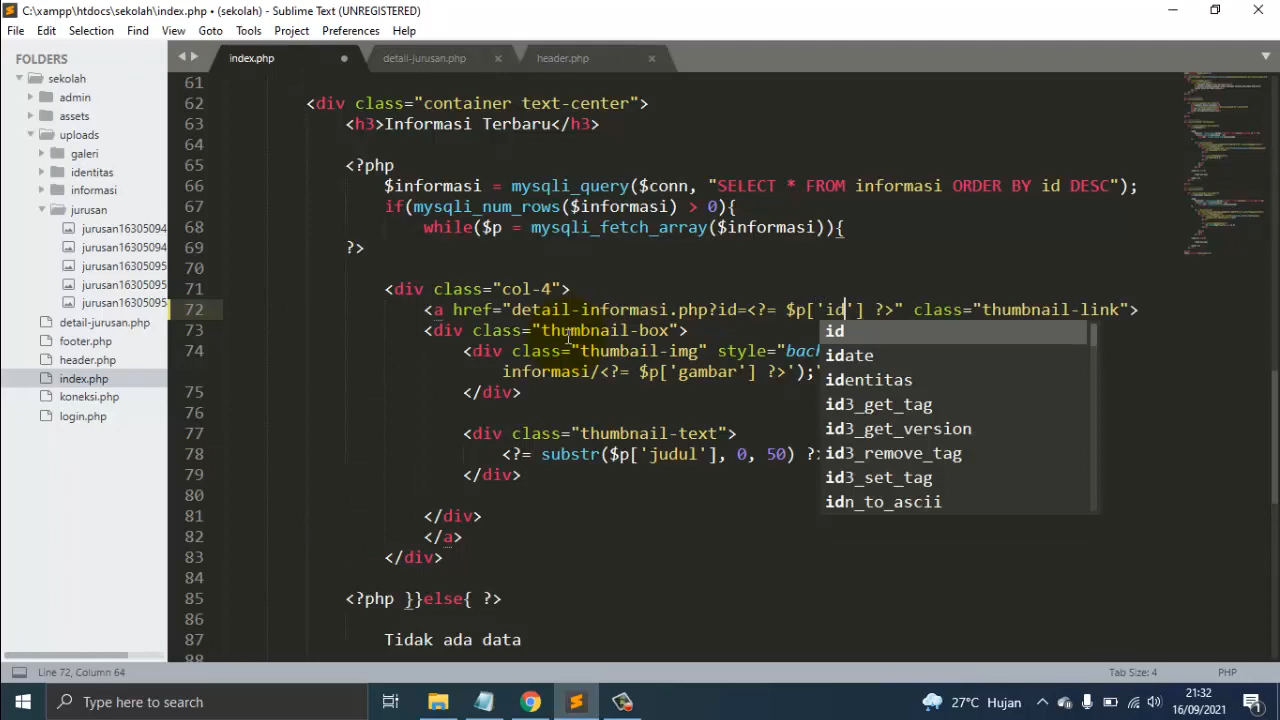 C:\xampp\htdocs\sekolah\index.php • (sekolah) - Sublime Text (UNREGISTERED)
File Edit Selection Find View Goto Tools Project Preferences Help
FOLDERS
sekolah
admin
assets
uploads
galeri
identitas
informasi
jurusan
jurusan16305094
jurusan16305095
jurusan16305095
jurusan16305095
jurusan16305095
detail-jurusan.php
footer.php
header.php
index.php
koneksi.php
login.php
index.php detail-jurusan.php header.php
61
62 <div class="container text-center">
63 <h3>Informasi Terbaru</h3>
64
65 <?php
66 $informasi = mysqli_query($conn, "SELECT * FROM informasi ORDER BY id DESC");
67 if(mysqli_num_rows($informasi) > 0){
68 while($p = mysqli_fetch_array($informasi)){
69 ?>
70
71 <div class="col-4">
72 <a href="detail-informasi.php?id=<?= $p['id'] ?>" class="thumbnail-link">
73 <div class="thumbnail-box">
74 <div class="thumbail-img" style="bac
informasi/<?= $p['gambar'] ?>');"
75 </div>
76
77 <div class="thumbnail-text">
78 <?= substr($p['judul'], 0, 50) ?>
79 </div>
80
81 </div>
82 </a>
83 </div>
84
85 <?php }}else{ ?>
86
87 Tidak ada data
88
id
idate
identitas
id3_get_tag
id3_get_version
id3_remove_tag
id3_set_tag
idn_to_ascii
Line 72, Column 64 Tab Size: 4 PHP
Type here to search 27°C Hujan 21:32
16/09/2021 1